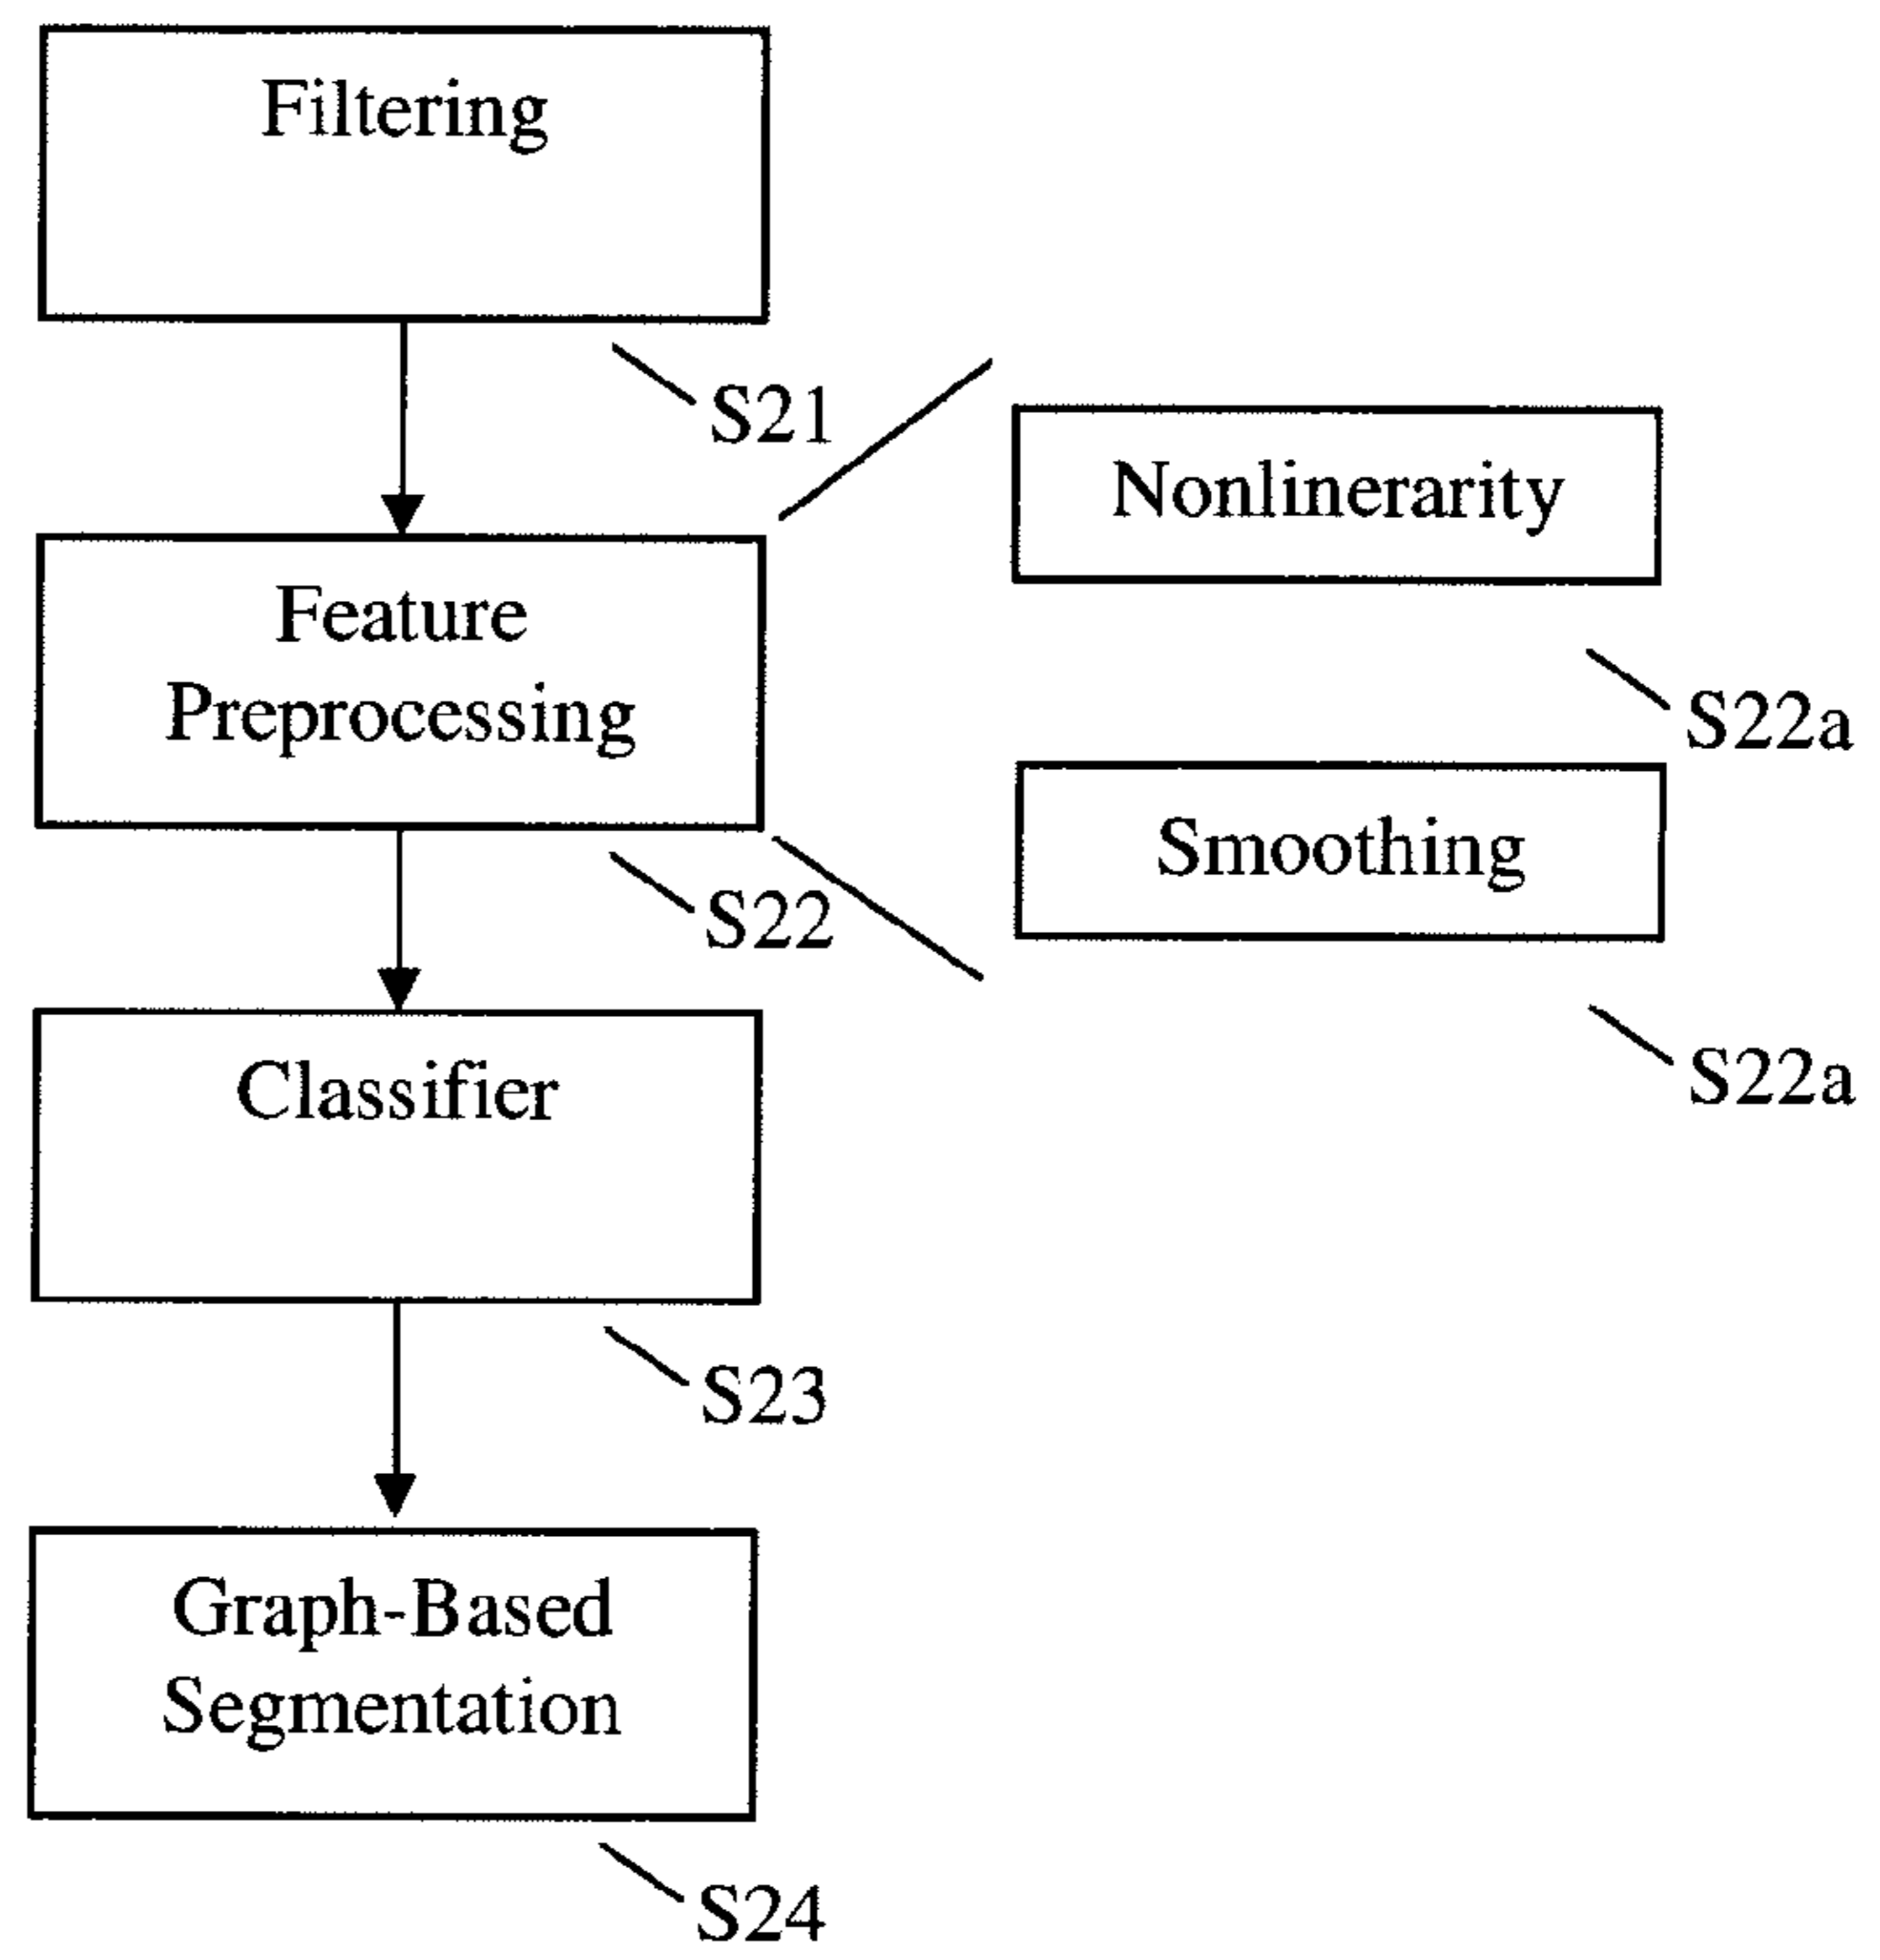 Filtering
S21
Nonlinerarity
S22a
Feature
Preprocessing
S22
Smoothing
S22a
Classifier
S23
Graph-Based
Segmentation
S24